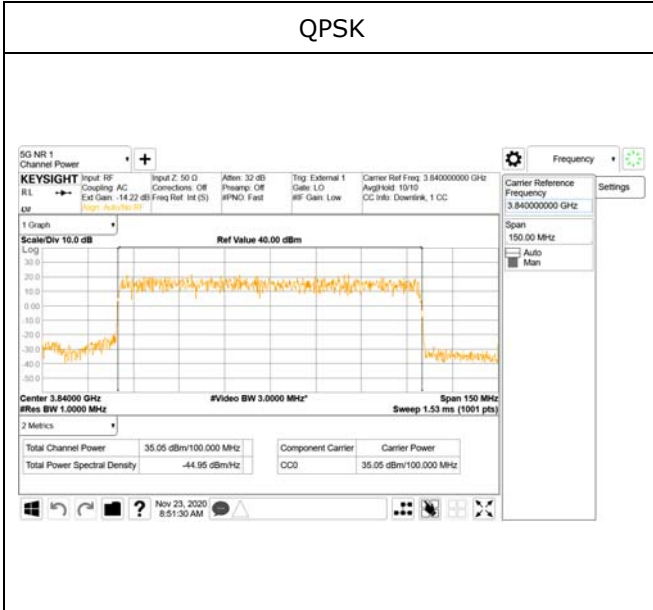 QPSK
5G NR 1
Channel Power
Frequency
KEYSIGHT
RL
Input: RF
Coupling: AC
Ext Gain: -14.22 dB
Align: Auto/No RF
Input Z: 50 Ω
Corrections: Off
Freq Ref: Int (S)
Atten: 32 dB
Preamp: Off
#PNO: Fast
Trig: External 1
Gate: LO
#IF Gain: Low
Carrier Ref Freq: 3.840000000 GHz
Avg|Hold: 10/10
CC Info: Downlink, 1 CC
Carrier Reference
Frequency
3.840000000 GHz
Settings
Span
150.00 MHz
Auto
Man
1 Graph
Scale/Div 10.0 dB
Ref Value 40.00 dBm
Log
30.0
20.0
10.0
0.00
-10.0
-20.0
-30.0
-40.0
-50.0
Center 3.84000 GHz
#Video BW 3.0000 MHz*
Span 150 MHz
#Res BW 1.0000 MHz
Sweep 1.53 ms (1001 pts)
2 Metrics
Total Channel Power 35.05 dBm/100.000 MHz
Total Power Spectral Density -44.95 dBm/Hz
Component Carrier Carrier Power
CC0 35.05 dBm/100.000 MHz
?
Nov 23, 2020
8:51:30 AM